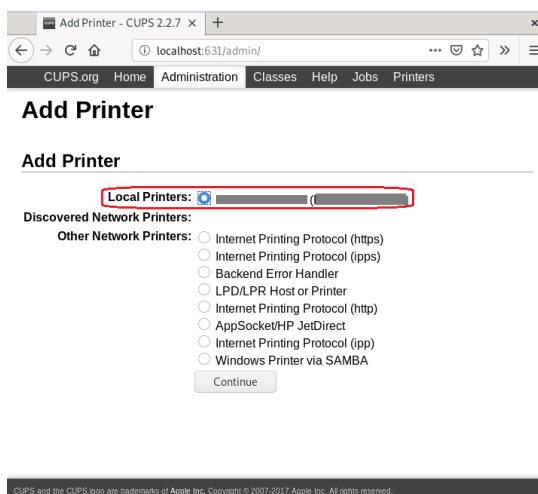 CUPS Add Printer - CUPS 2.2.7 × +
localhost:631/admin/
CUPS.org Home Administration Classes Help Jobs Printers
Add Printer
Add Printer
Local Printers: (
Discovered Network Printers:
Other Network Printers: Internet Printing Protocol (https)
Internet Printing Protocol (ipps)
Backend Error Handler
LPD/LPR Host or Printer
Internet Printing Protocol (http)
AppSocket/HP JetDirect
Internet Printing Protocol (ipp)
Windows Printer via SAMBA
Continue
CUPS and the CUPS logo are trademarks of Apple Inc. Copyright © 2007-2017 Apple Inc. All rights reserved.